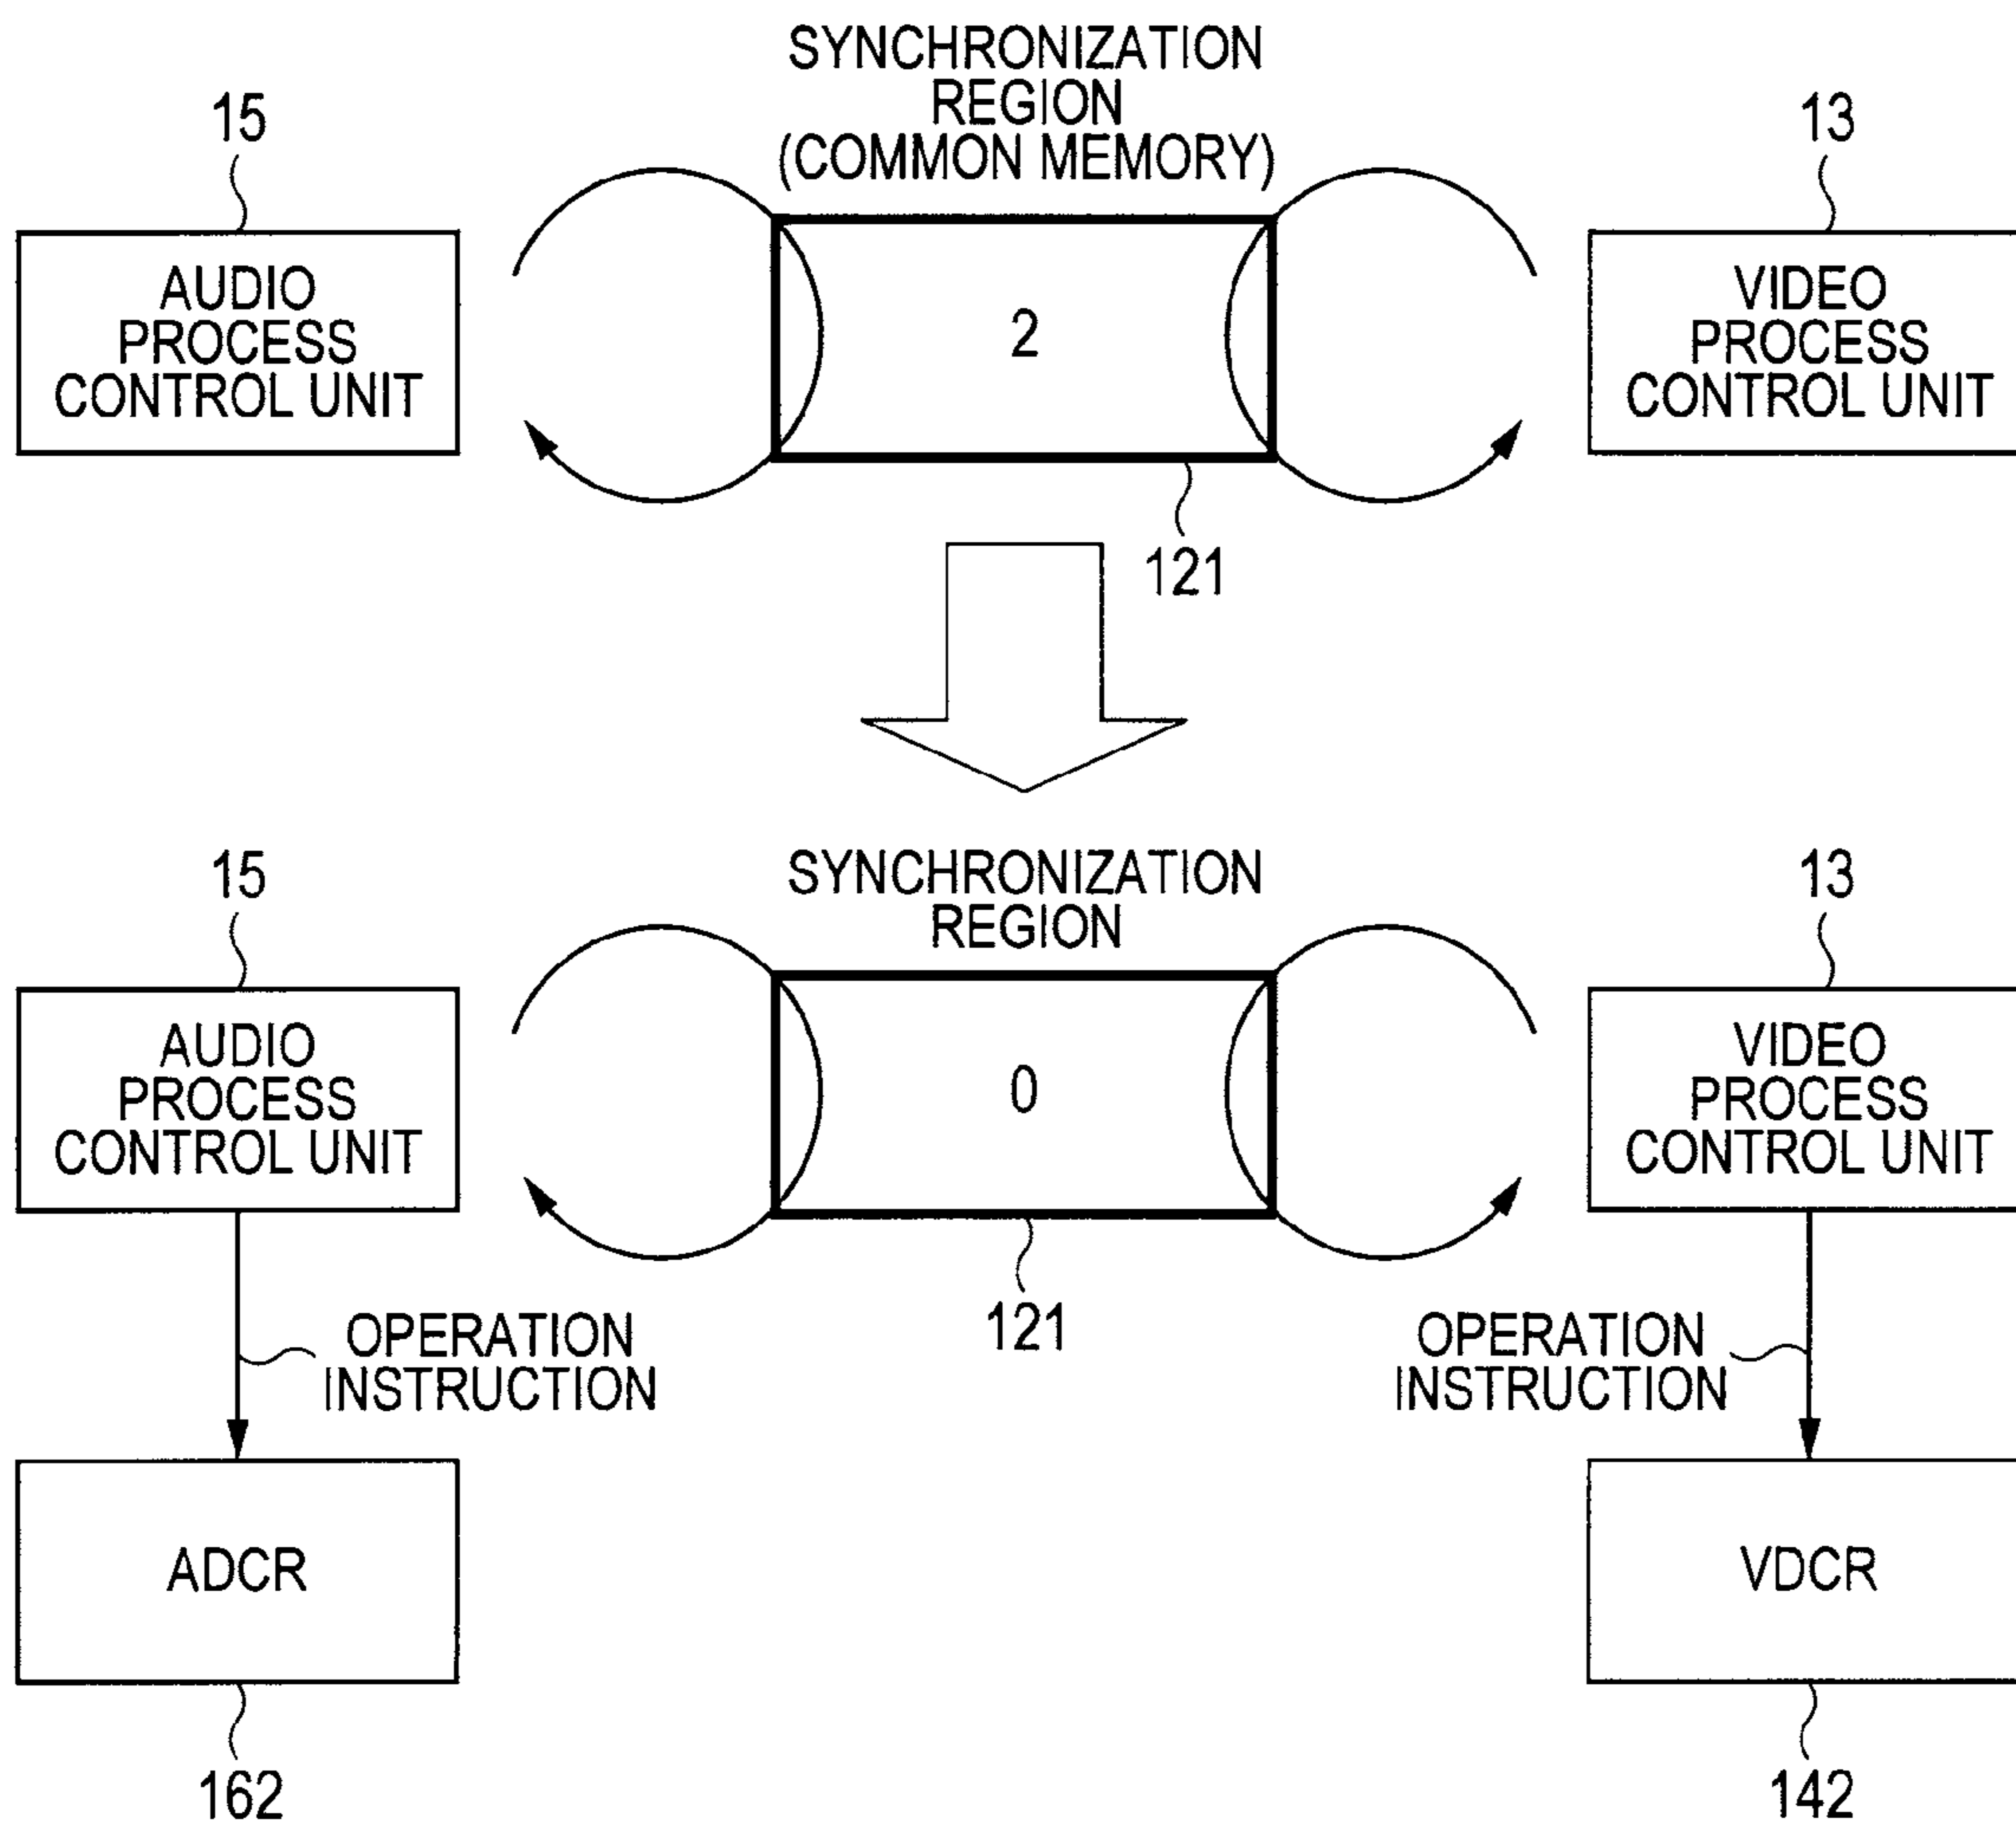 SYNCHRONIZATION
REGION
(COMMON MEMORY)
15
13
AUDIO
PROCESS
CONTROL UNIT
2
VIDEO
PROCESS
CONTROL UNIT
121
SYNCHRONIZATION
REGION
15
13
AUDIO
PROCESS
CONTROL UNIT
0
VIDEO
PROCESS
CONTROL UNIT
121
OPERATION
INSTRUCTION
OPERATION
INSTRUCTION
ADCR
VDCR
162
142